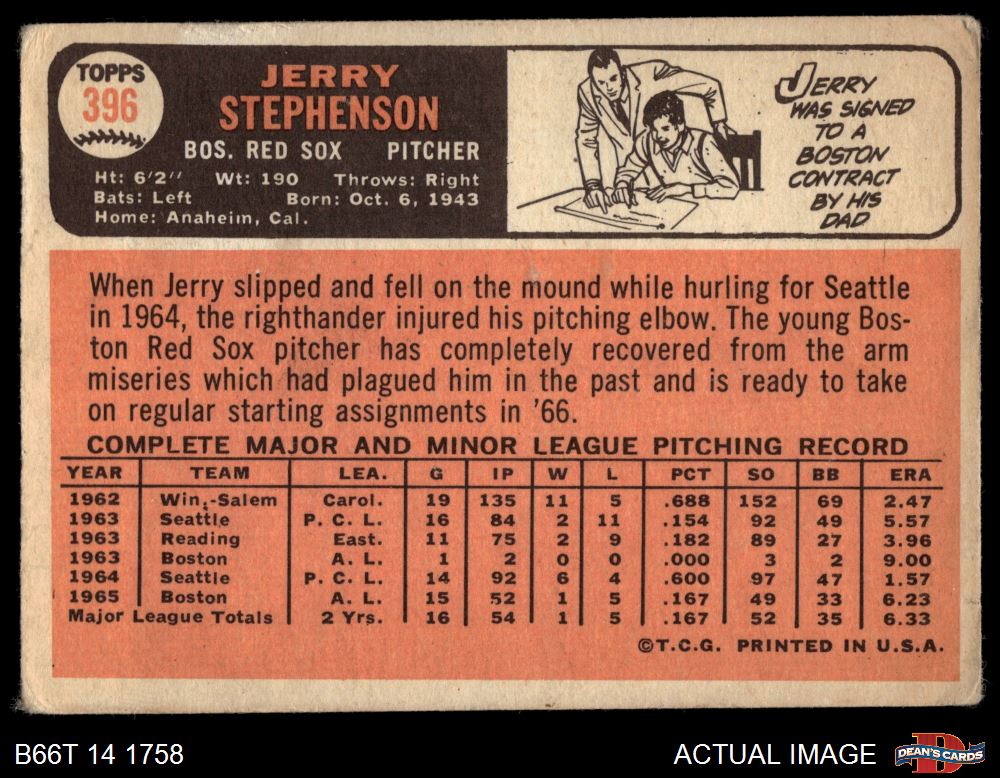 TOPPS
396
JERRY
STEPHENSON
BOS. RED SOX PITCHER
Ht: 6'2" Wt: 190 Throws: Right
Bats: Left Born: Oct. 6, 1943
Home: Anaheim, Cal.
JERRY
WAS SIGNED
TO A
BOSTON
CONTRACT
BY HIS
DAD
When Jerry slipped and fell on the mound while hurling for Seattle
in 1964, the righthander injured his pitching elbow. The young Bos-
ton Red Sox pitcher has completely recovered from the arm
miseries which had plagued him in the past and is ready to take
on regular starting assignments in '66.
COMPLETE MAJOR AND MINOR LEAGUE PITCHING RECORD
YEAR TEAM LEA. G IP W L PCT SO BB ERA
1962 Win.-Salem Carol. 19 135 11 5 .688 152 69 2.47
1963 Seattle P. C. L. 16 84 2 11 .154 92 49 5.57
1963 Reading East. 11 75 2 9 .182 89 27 3.96
1963 Boston A. L. 1 2 0 0 .000 3 2 9.00
1964 Seattle P. C. L. 14 92 6 4 .600 97 47 1.57
1965 Boston A. L. 15 52 1 5 .167 49 33 6.23
Major League Totals 2 Yrs. 16 54 1 5 .167 52 35 6.33
©T.C.G. PRINTED IN U.S.A.
B66T 14 1758
ACTUAL IMAGE
D
DEAN'S CARDS